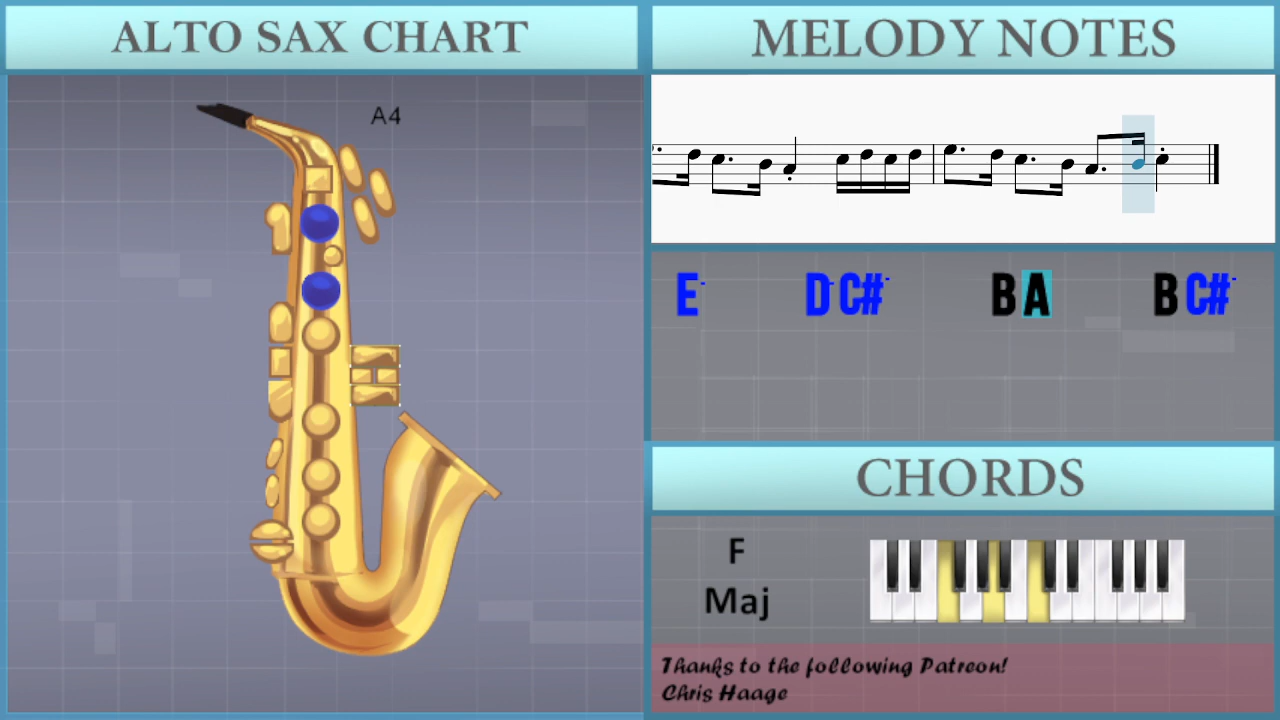 ALTO SAX CHART
A4
MELODY NOTES
E- D- C#- B A B C#-
CHORDS
F
Maj
Thanks to the following Patreon!
Chris Haage